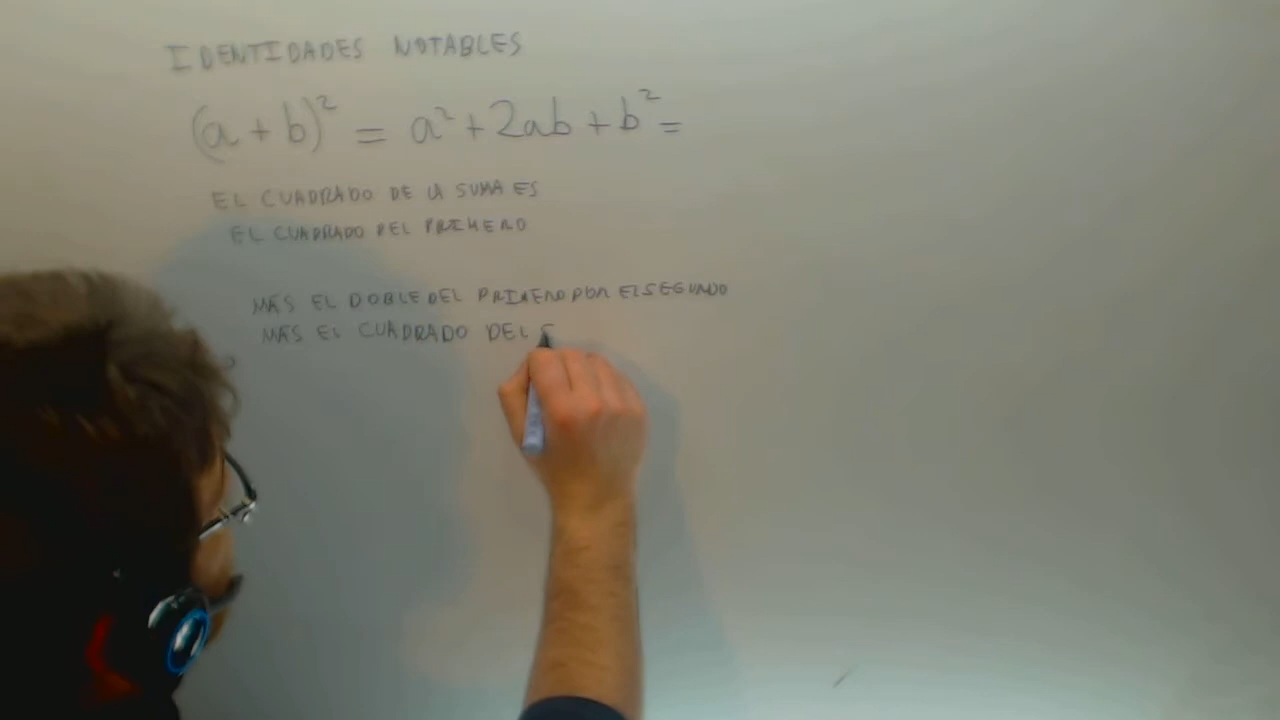 IDENTIDADES NOTABLES
(a + b)² = a² + 2ab + b² =
EL CUADRADO DE LA SUMA ES
EL CUADRADO DEL PRIMERO
MAS EL DOBLE DEL PRIMERO POR EL SEGUNDO
MAS EL CUADRADO DEL